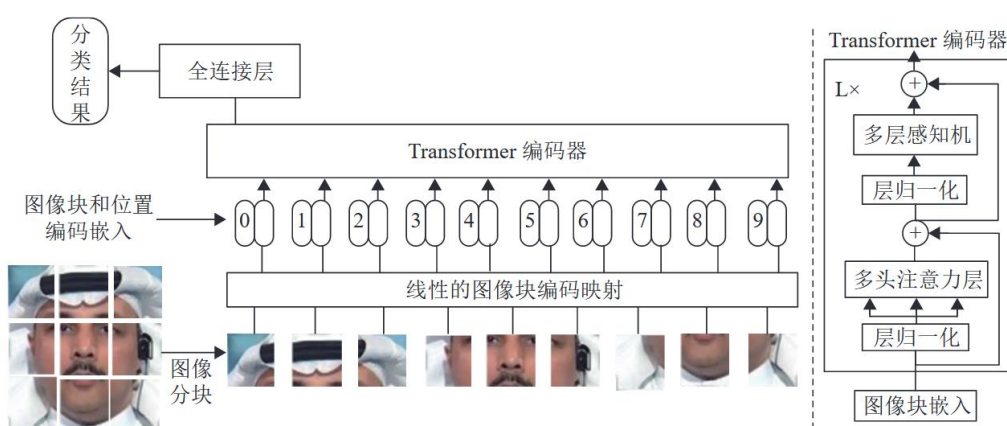 分
类
结
果
全连接层
Transformer 编码器
图像块和位置
编码嵌入
0 1 2 3 4 5 6 7 8 9
线性的图像块编码映射
图像
分块
Transformer 编码器
L×
+
多层感知机
层归一化
+
多头注意力层
层归一化
图像块嵌入